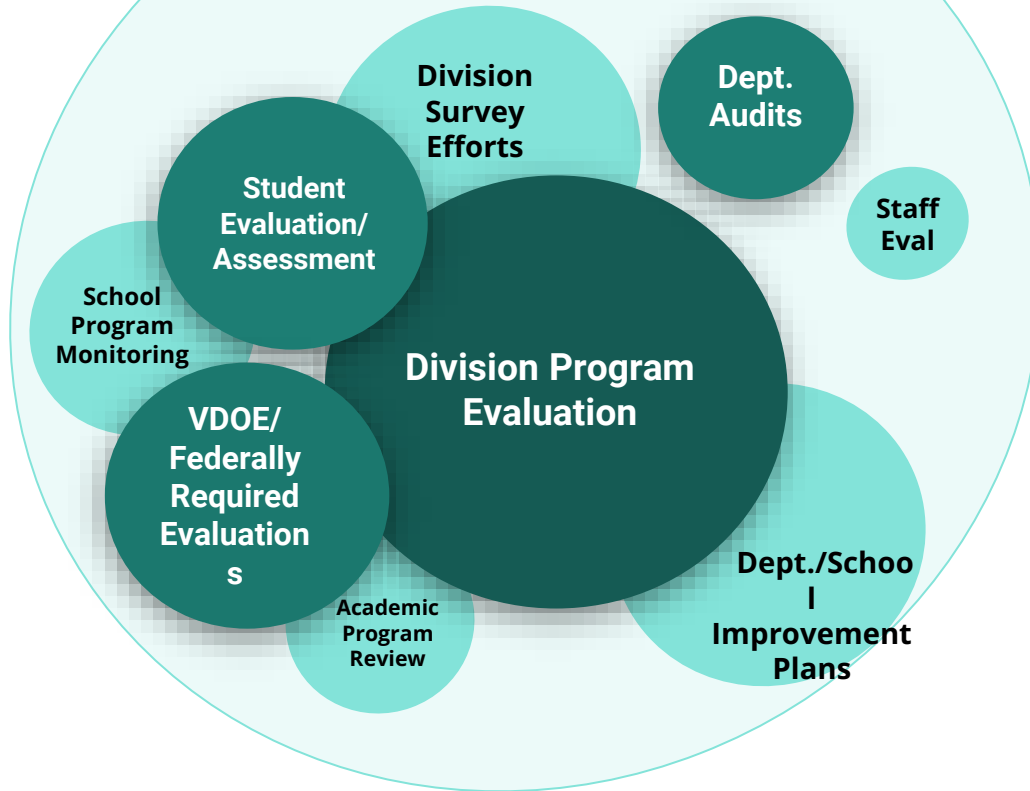 Division
Survey
Efforts
Dept.
Audits
Student
Evaluation/
Assessment
Staff
Eval
School
Program
Monitoring
Division Program
Evaluation
VDOE/
Federally
Required
Evaluation
s
Dept./Schoo
l
Improvement
Plans
Academic
Program
Review